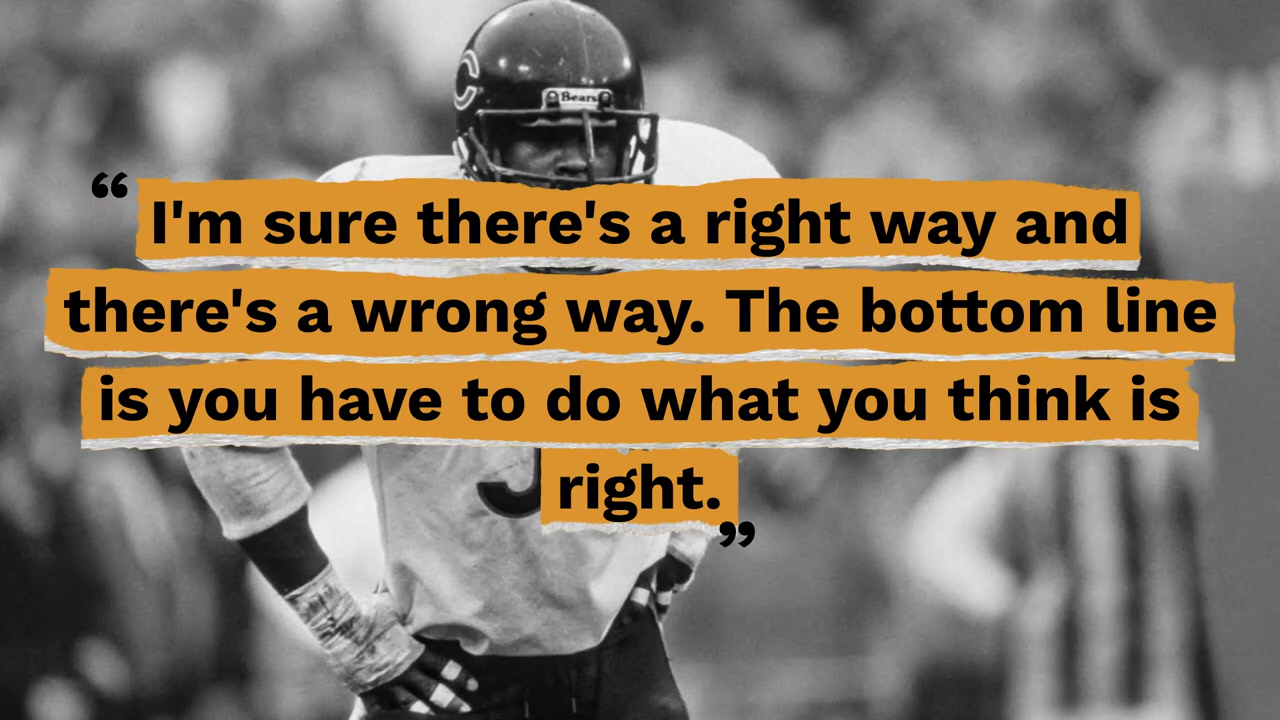 C
Bears
“ I'm sure there's a right way and
there's a wrong way. The bottom line
is you have to do what you think is
right. ”